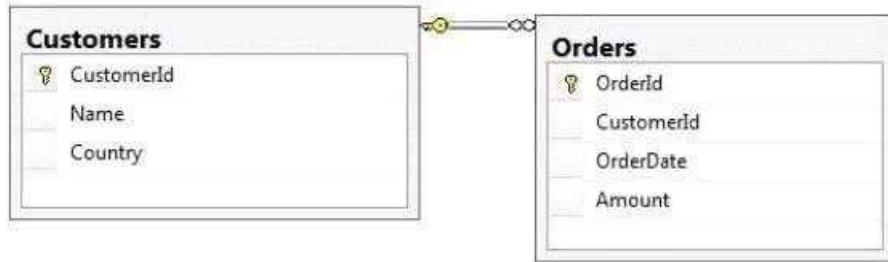 Customers
CustomerId
Name
Country
Orders
OrderId
CustomerId
OrderDate
Amount